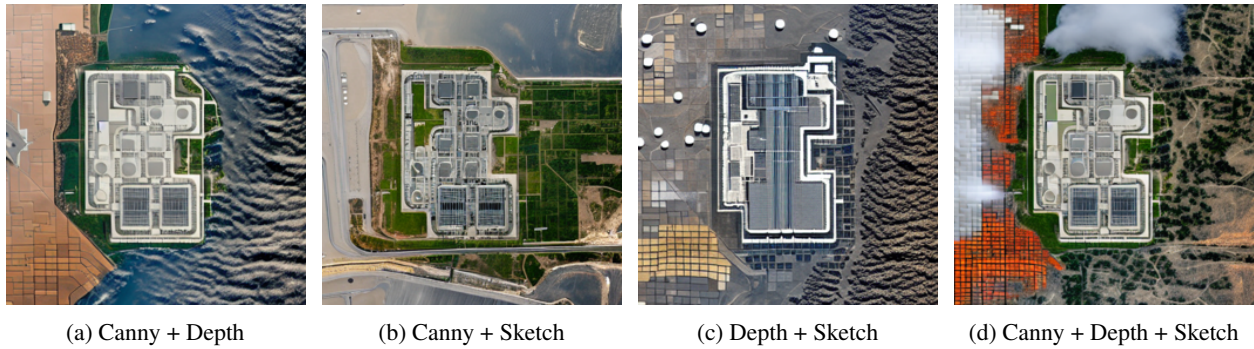 (a) Canny + Depth
(b) Canny + Sketch
(c) Depth + Sketch
(d) Canny + Depth + Sketch